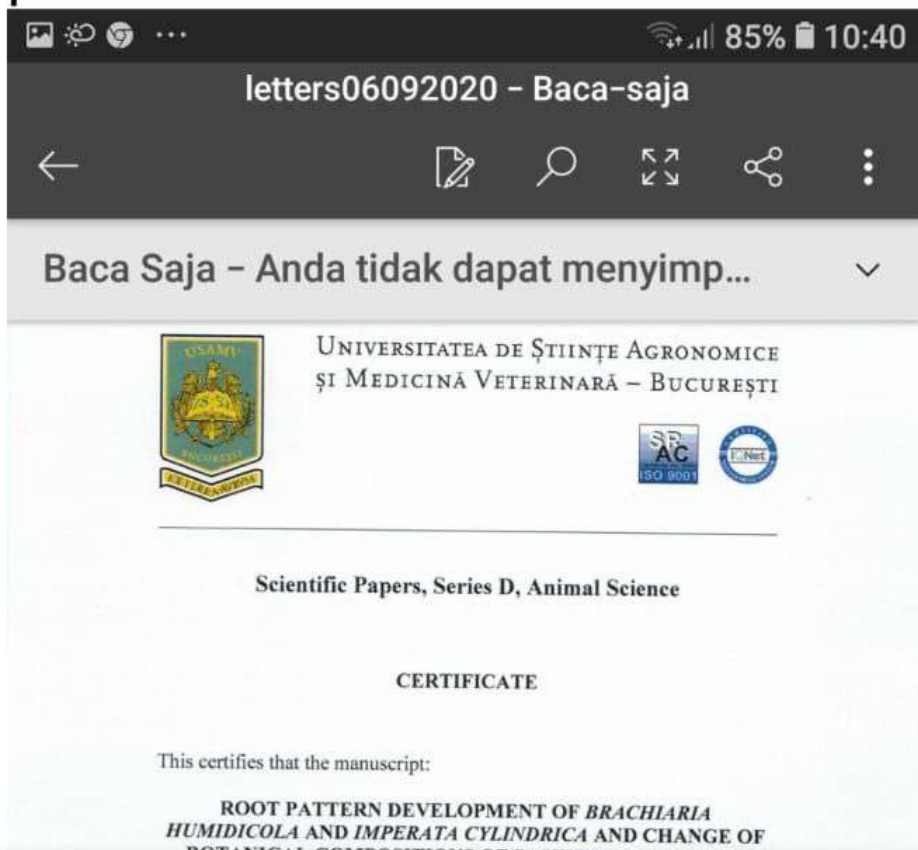 85% 10:40
letters06092020 – Baca-saja
Baca Saja – Anda tidak dapat menyimp...
USAMV
BUCUREȘTI
UNIVERSITATEA DE ȘTIINȚE AGRONOMICE
ȘI MEDICINĂ VETERINARĂ – BUCUREȘTI
SR
AC
ISO 9001
IQNet
Scientific Papers, Series D, Animal Science
CERTIFICATE
This certifies that the manuscript:
ROOT PATTERN DEVELOPMENT OF BRACHIARIA
HUMIDICOLA AND IMPERATA CYLINDRICA AND CHANGE OF